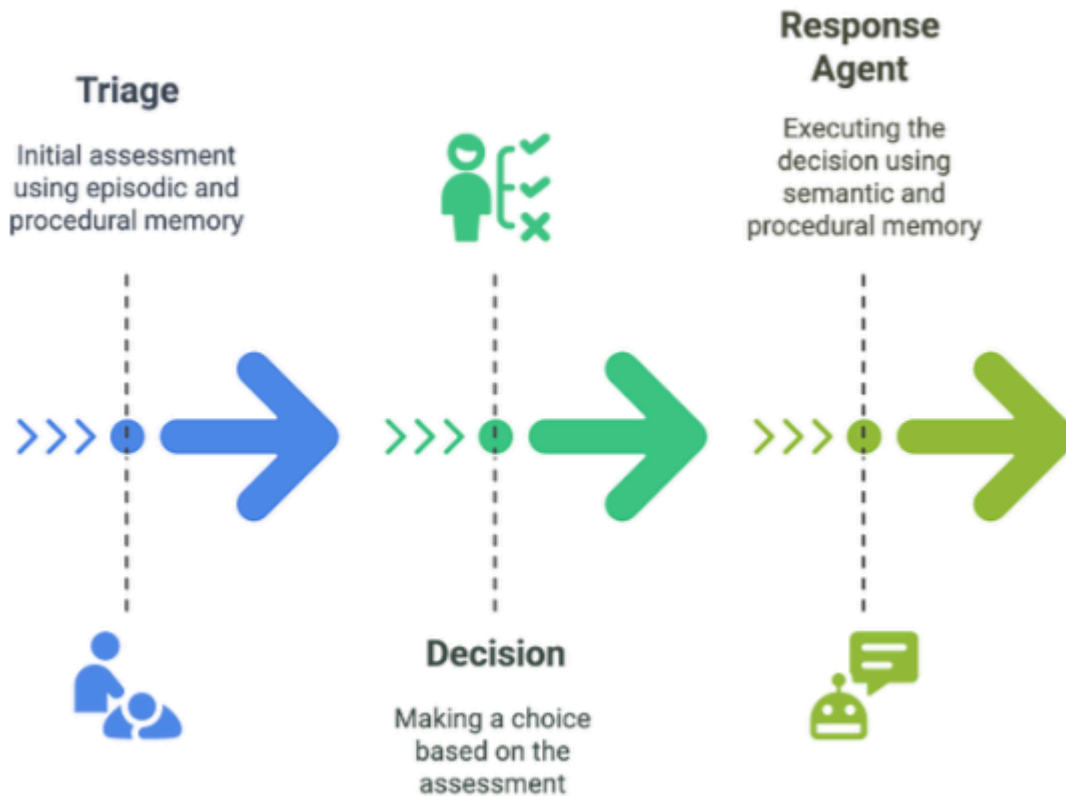 Triage
Initial assessment
using episodic and
procedural memory
Decision
Making a choice
based on the
assessment
Response
Agent
Executing the
decision using
semantic and
procedural memory